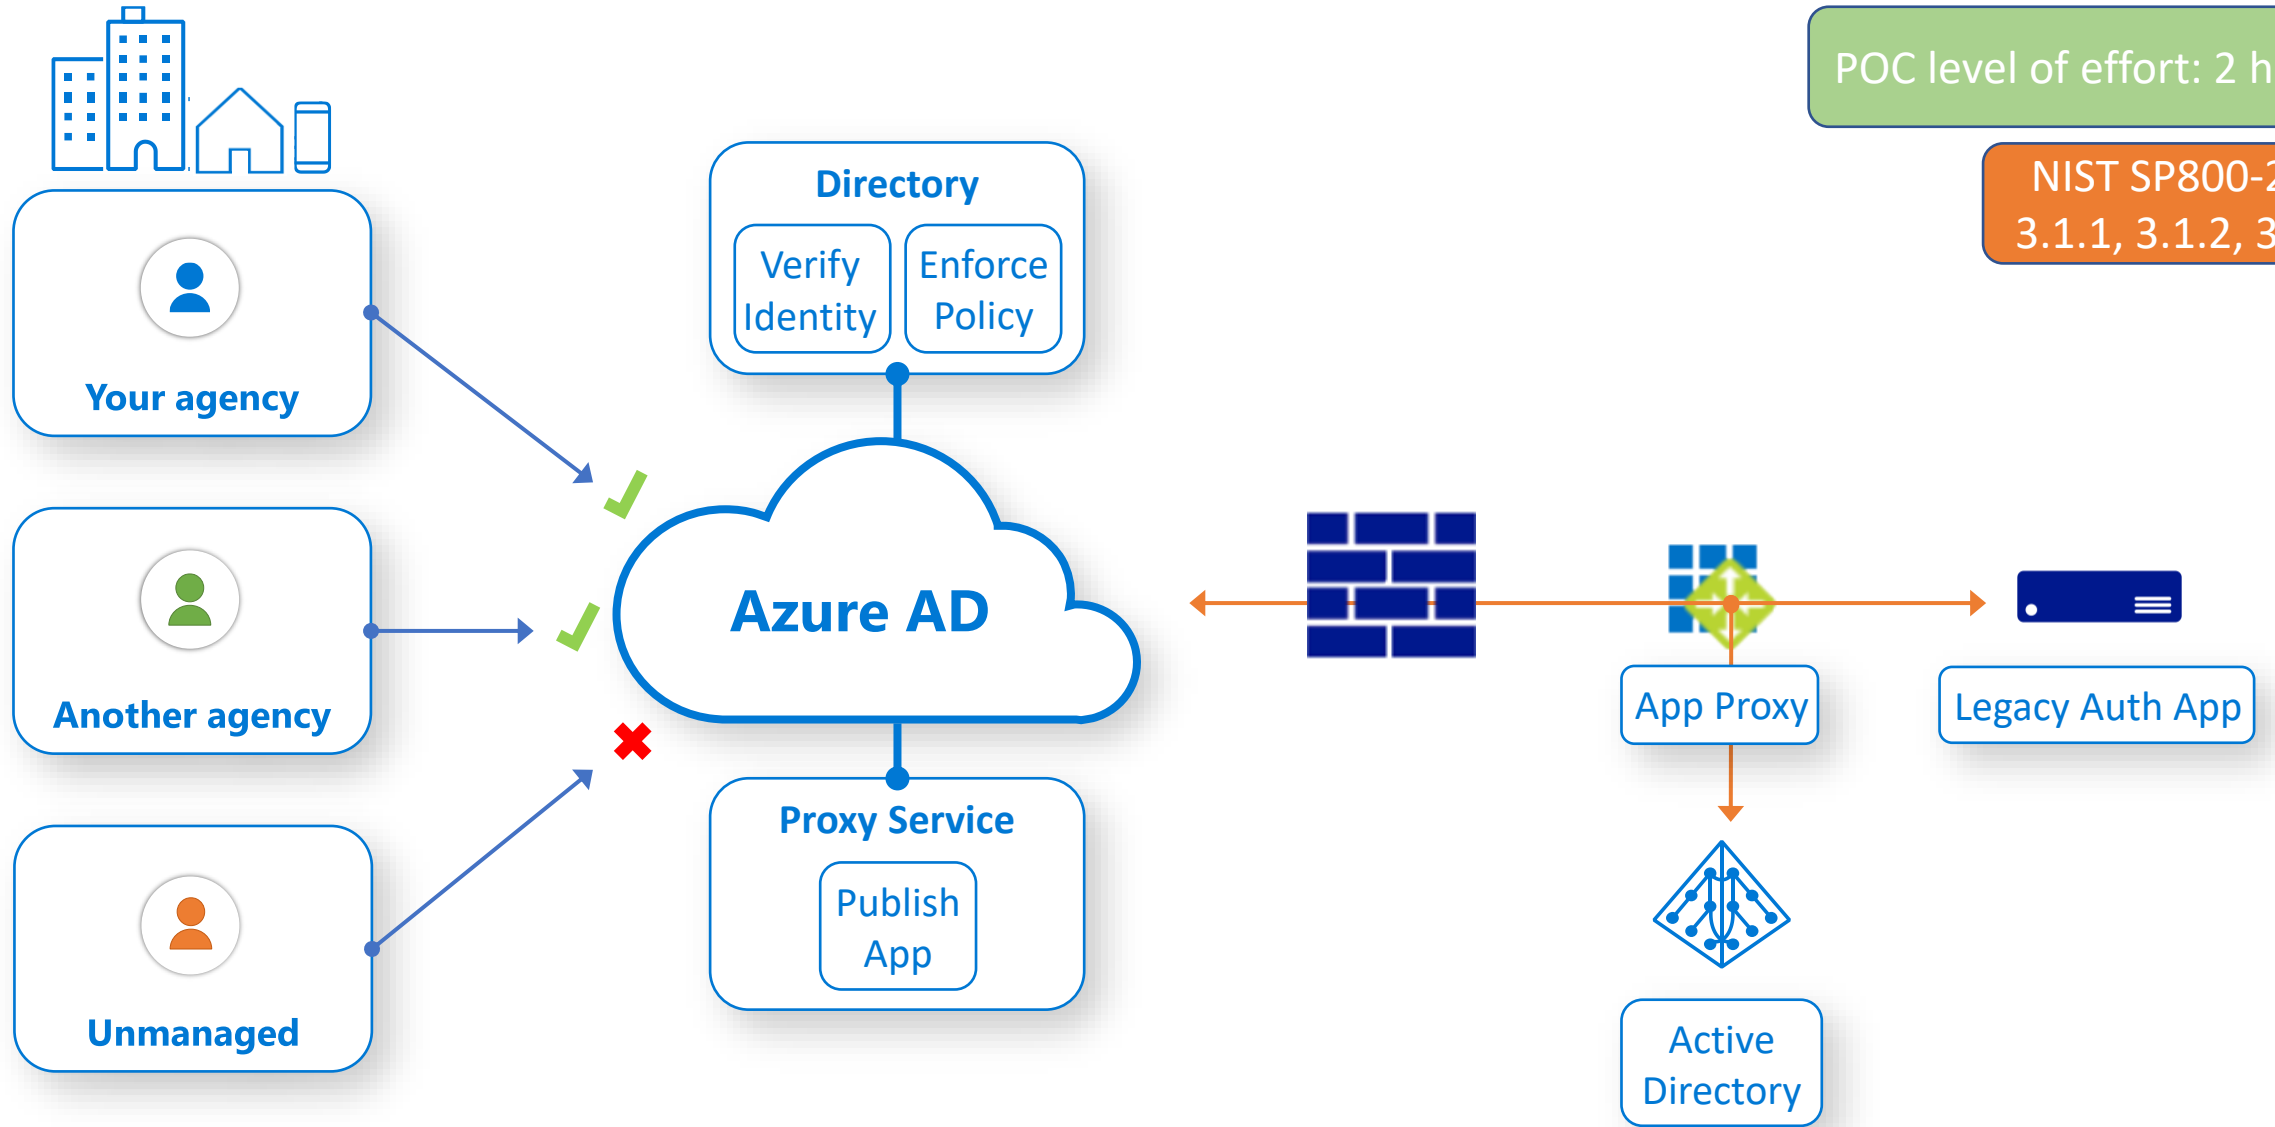 POC level of effort: 2 h
NIST SP800-2
3.1.1, 3.1.2, 3
Directory
Verify
Identity
Enforce
Policy
Your agency
Another agency
Unmanaged
Azure AD
Proxy Service
Publish
App
App Proxy
Legacy Auth App
Active
Directory